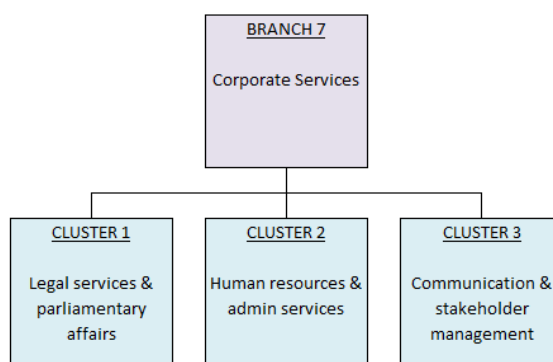 BRANCH 7
Corporate Services
CLUSTER 1
Legal services &
parliamentary
affairs
CLUSTER 2
Human resources &
admin services
CLUSTER 3
Communication &
stakeholder
management